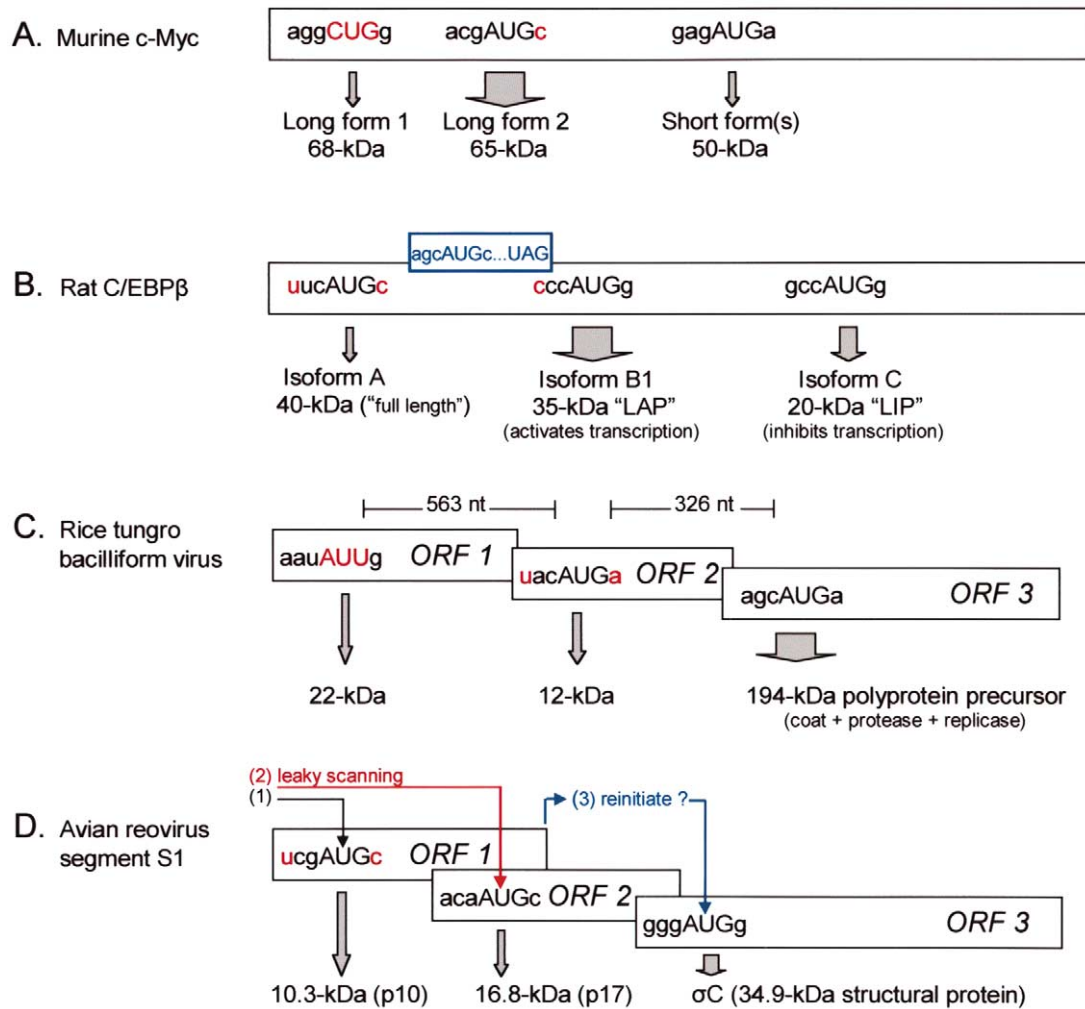 A. Murine c-Myc
aggCUGg acgAUGc gagAUGa
Long form 1 Long form 2 Short form(s)
68-kDa 65-kDa 50-kDa
agcAUGc...UAG
B. Rat C/EBPβ
uucAUGc cccAUGg gccAUGg
Isoform A Isoform B1 Isoform C
40-kDa ("full length") 35-kDa “LAP” 20-kDa “LIP”
(activates transcription) (inhibits transcription)
563 nt 326 nt
C. Rice tungro
bacilliform virus
aauAUUg ORF 1
uacAUGa ORF 2
agcAUGa ORF 3
22-kDa 12-kDa 194-kDa polyprotein precursor
(coat + protease + replicase)
(2) leaky scanning
(1) (3) reinitiate ?
D. Avian reovirus
segment S1
ucgAUGc ORF 1
acaAUGc ORF 2
gggAUGg ORF 3
10.3-kDa (p10) 16.8-kDa (p17) σC (34.9-kDa structural protein)